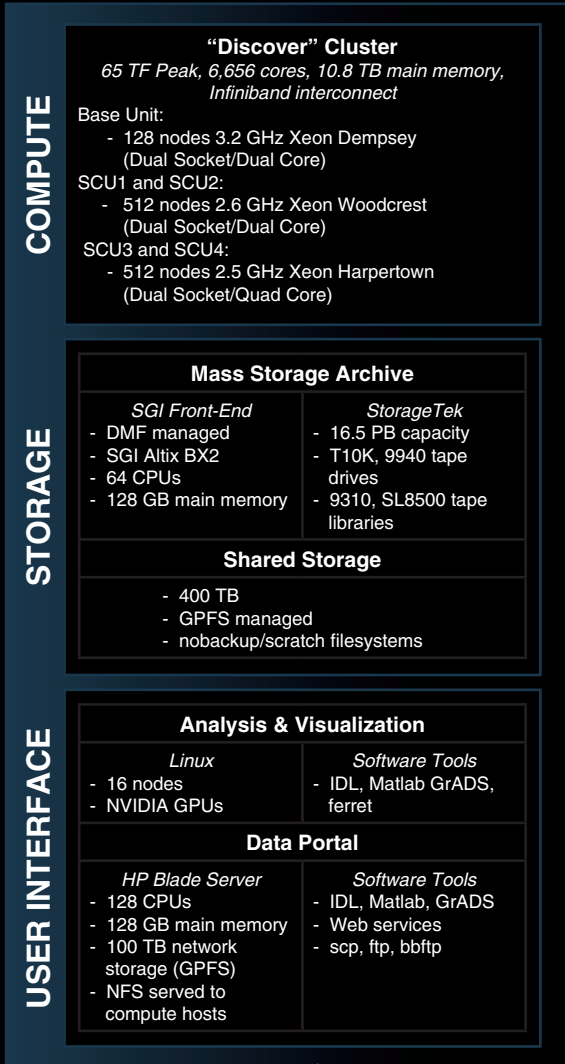 COMPUTE
“Discover” Cluster
65 TF Peak, 6,656 cores, 10.8 TB main memory,
Infiniband interconnect
Base Unit:
- 128 nodes 3.2 GHz Xeon Dempsey
(Dual Socket/Dual Core)
SCU1 and SCU2:
- 512 nodes 2.6 GHz Xeon Woodcrest
(Dual Socket/Dual Core)
SCU3 and SCU4:
- 512 nodes 2.5 GHz Xeon Harpertown
(Dual Socket/Quad Core)
STORAGE
Mass Storage Archive
SGI Front-End
- DMF managed
- SGI Altix BX2
- 64 CPUs
- 128 GB main memory
StorageTek
- 16.5 PB capacity
- T10K, 9940 tape
drives
- 9310, SL8500 tape
libraries
Shared Storage
- 400 TB
- GPFS managed
- nobackup/scratch filesystems
USER INTERFACE
Analysis & Visualization
Linux
- 16 nodes
- NVIDIA GPUs
Software Tools
- IDL, Matlab GrADS,
ferret
Data Portal
HP Blade Server
- 128 CPUs
- 128 GB main memory
- 100 TB network
storage (GPFS)
- NFS served to
compute hosts
Software Tools
- IDL, Matlab, GrADS
- Web services
- scp, ftp, bbftp